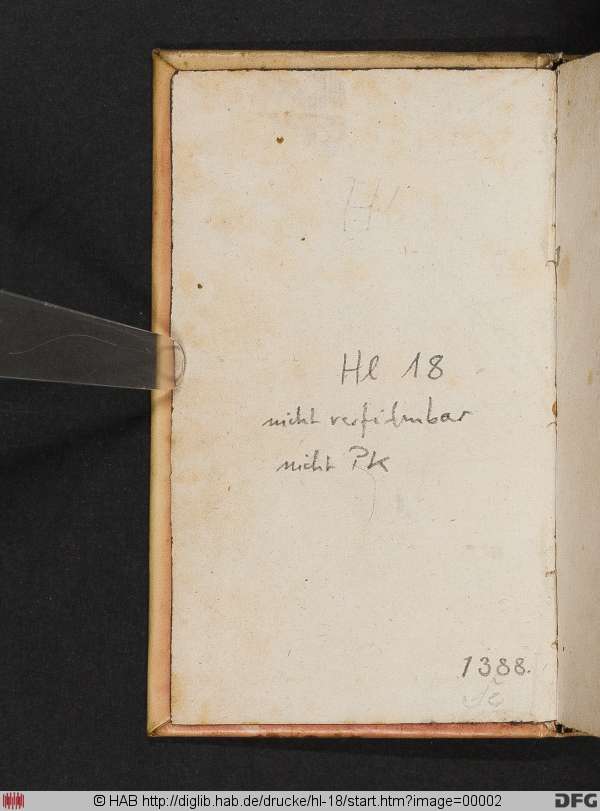 H
Hl 18
nicht verfilmbar
nicht Pk
1388.
© HAB http://diglib.hab.de/drucke/hl-18/start.htm?image=00002
DFG